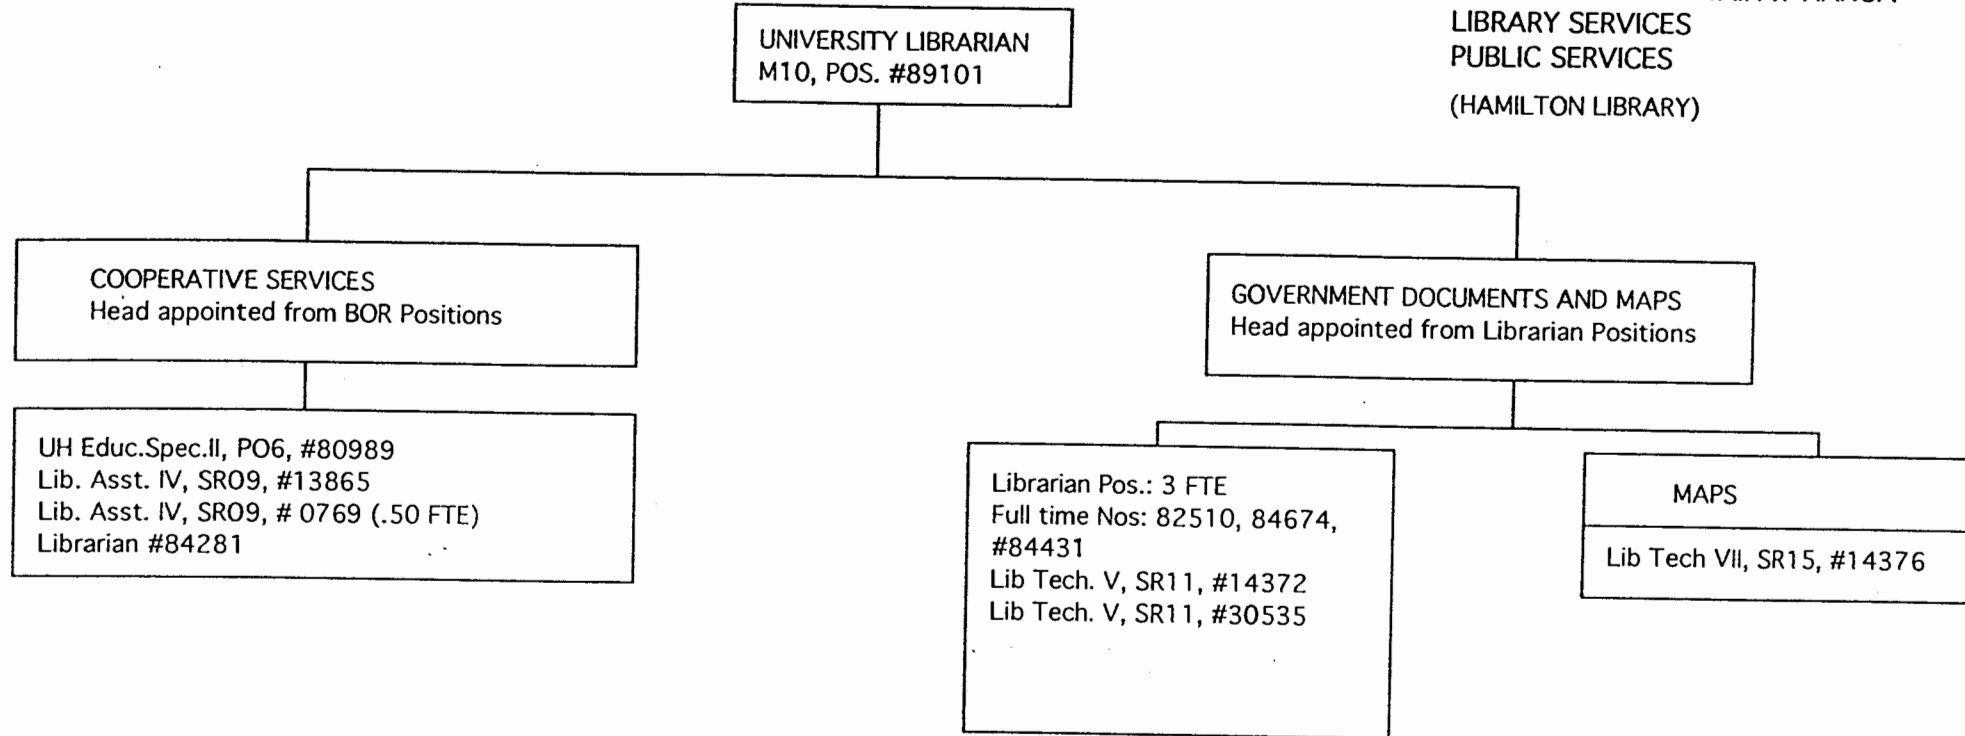 LIBRARY SERVICES
PUBLIC SERVICES
(HAMILTON LIBRARY)
UNIVERSITY LIBRARIAN
M10, POS. #89101
COOPERATIVE SERVICES
Head appointed from BOR Positions
GOVERNMENT DOCUMENTS AND MAPS
Head appointed from Librarian Positions
UH Educ.Spec.II, PO6, #80989
Lib. Asst. IV, SR09, #13865
Lib. Asst. IV, SR09, # 0769 (.50 FTE)
Librarian #84281
Librarian Pos.: 3 FTE
Full time Nos: 82510, 84674,
#84431
Lib Tech. V, SR11, #14372
Lib Tech. V, SR11, #30535
MAPS
Lib Tech VII, SR15, #14376